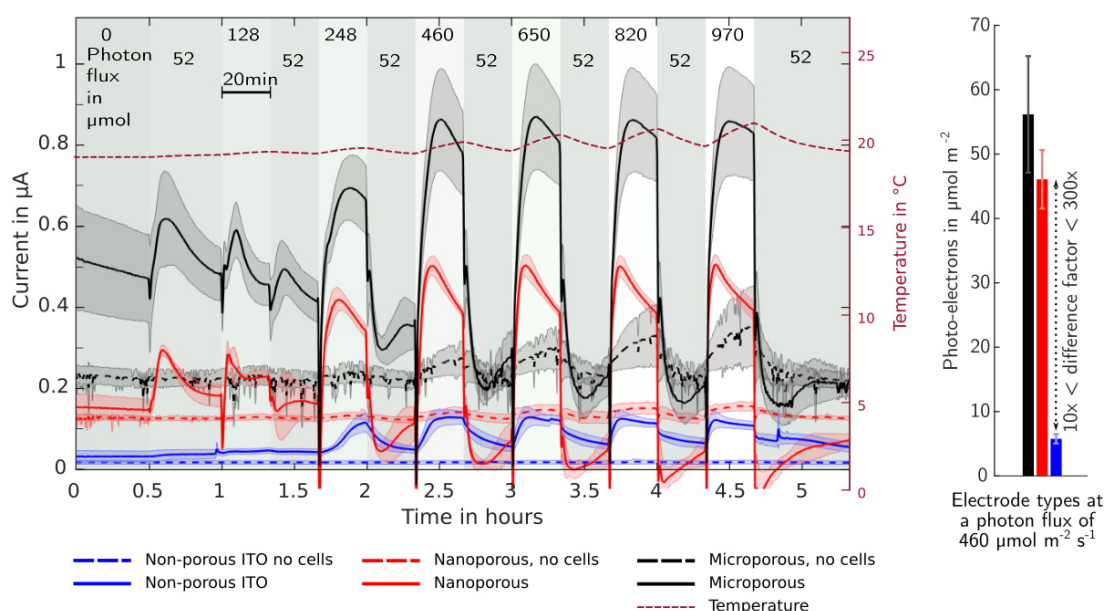 0 128 248 460 650 820 970
Photon
flux
in
µmol
52 52 52 52 52 52 52
20min
1
0.8
0.6
0.4
0.2
0
Current in µA
0 0.5 1 1.5 2 2.5 3 3.5 4 4.5 5
Time in hours
25
20
15
10
5
0
Temperature in °C
Non-porous ITO no cells
Non-porous ITO
Nanoporous, no cells
Nanoporous
Microporous, no cells
Microporous
Temperature
70
60
50
40
30
20
10
0
Photo-electrons in µmol m⁻²
10x < difference factor < 300x
Electrode types at
a photon flux of
460 µmol m⁻² s⁻¹